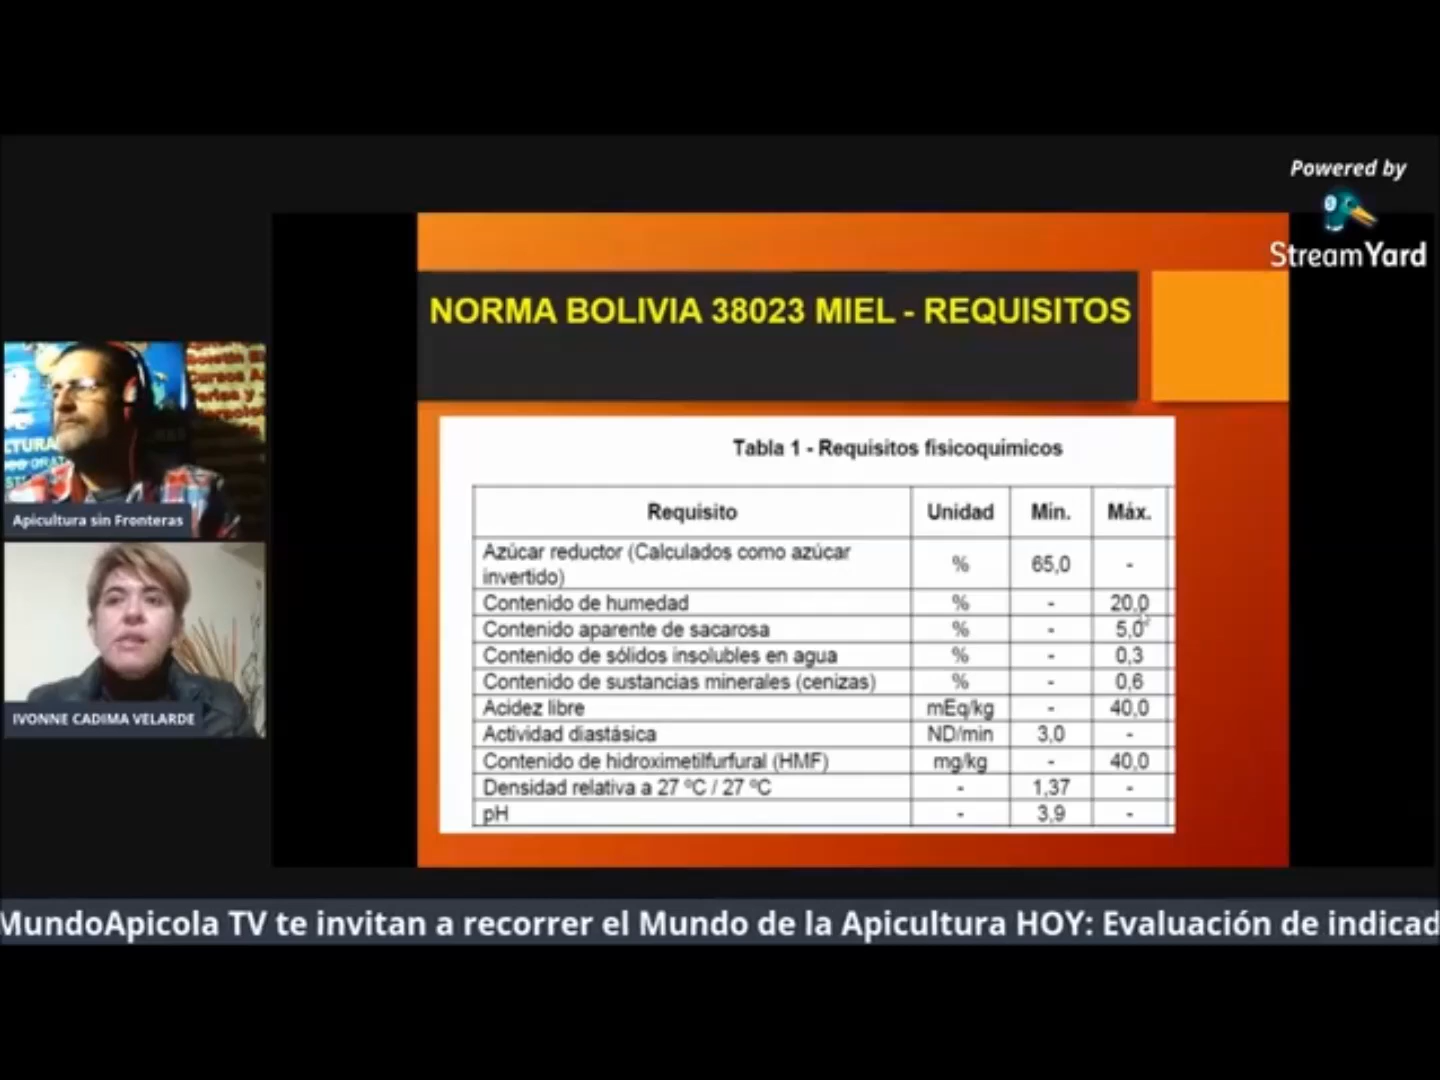 Powered by
StreamYard
NORMA BOLIVIA 38023 MIEL - REQUISITOS
Tabla 1 - Requisitos fisicoquímicos
Requisito Unidad Min. Máx.
Azúcar reductor (Calculados como azúcar invertido) % 65,0 -
Contenido de humedad % - 20,0
Contenido aparente de sacarosa % - 5,0
Contenido de sólidos insolubles en agua % - 0,3
Contenido de sustancias minerales (cenizas) % - 0,6
Acidez libre mEq/kg - 40,0
Actividad diastásica ND/min 3,0 -
Contenido de hidroximetilfurfural (HMF) mg/kg - 40,0
Densidad relativa a 27 ºC / 27 ºC - 1,37 -
pH - 3,9 -
Apicultura sin Fronteras
IVONNE CADIMA VELARDE
MundoApicola TV te invitan a recorrer el Mundo de la Apicultura HOY: Evaluación de indicad